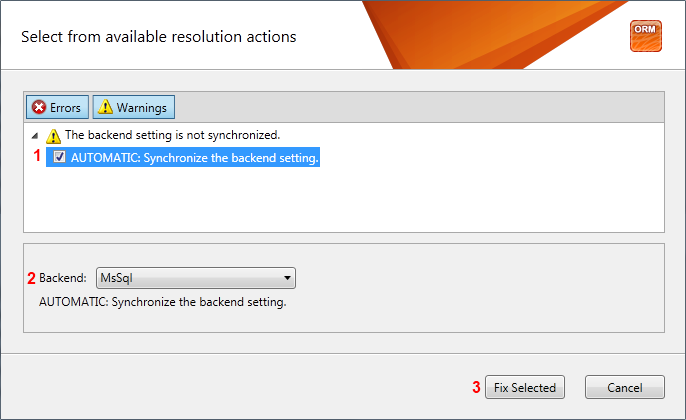 Select from available resolution actions
ORM
Errors Warnings
The backend setting is not synchronized.
1 AUTOMATIC: Synchronize the backend setting.
2 Backend: MsSql
AUTOMATIC: Synchronize the backend setting.
3 Fix Selected Cancel